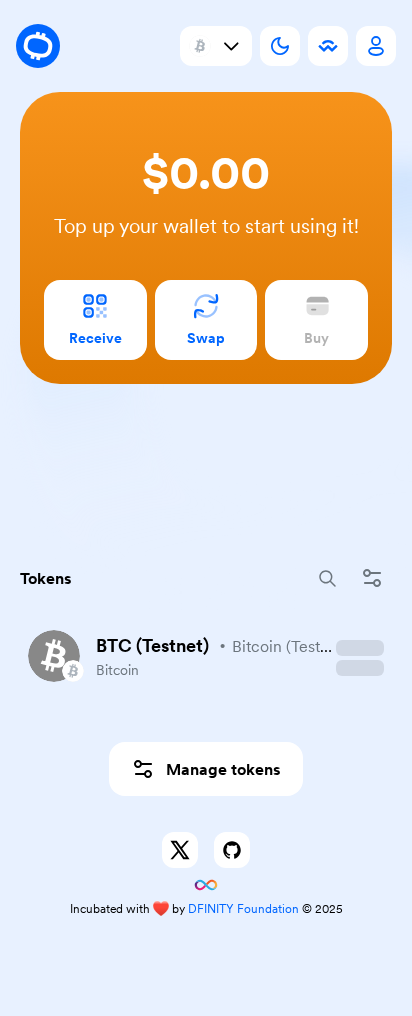 $0.00
Top up your wallet to start using it!
Receive
Swap
Buy
Tokens
BTC (Testnet) • Bitcoin (Test...
Bitcoin
Manage tokens
Incubated with ❤️ by DFINITY Foundation © 2025